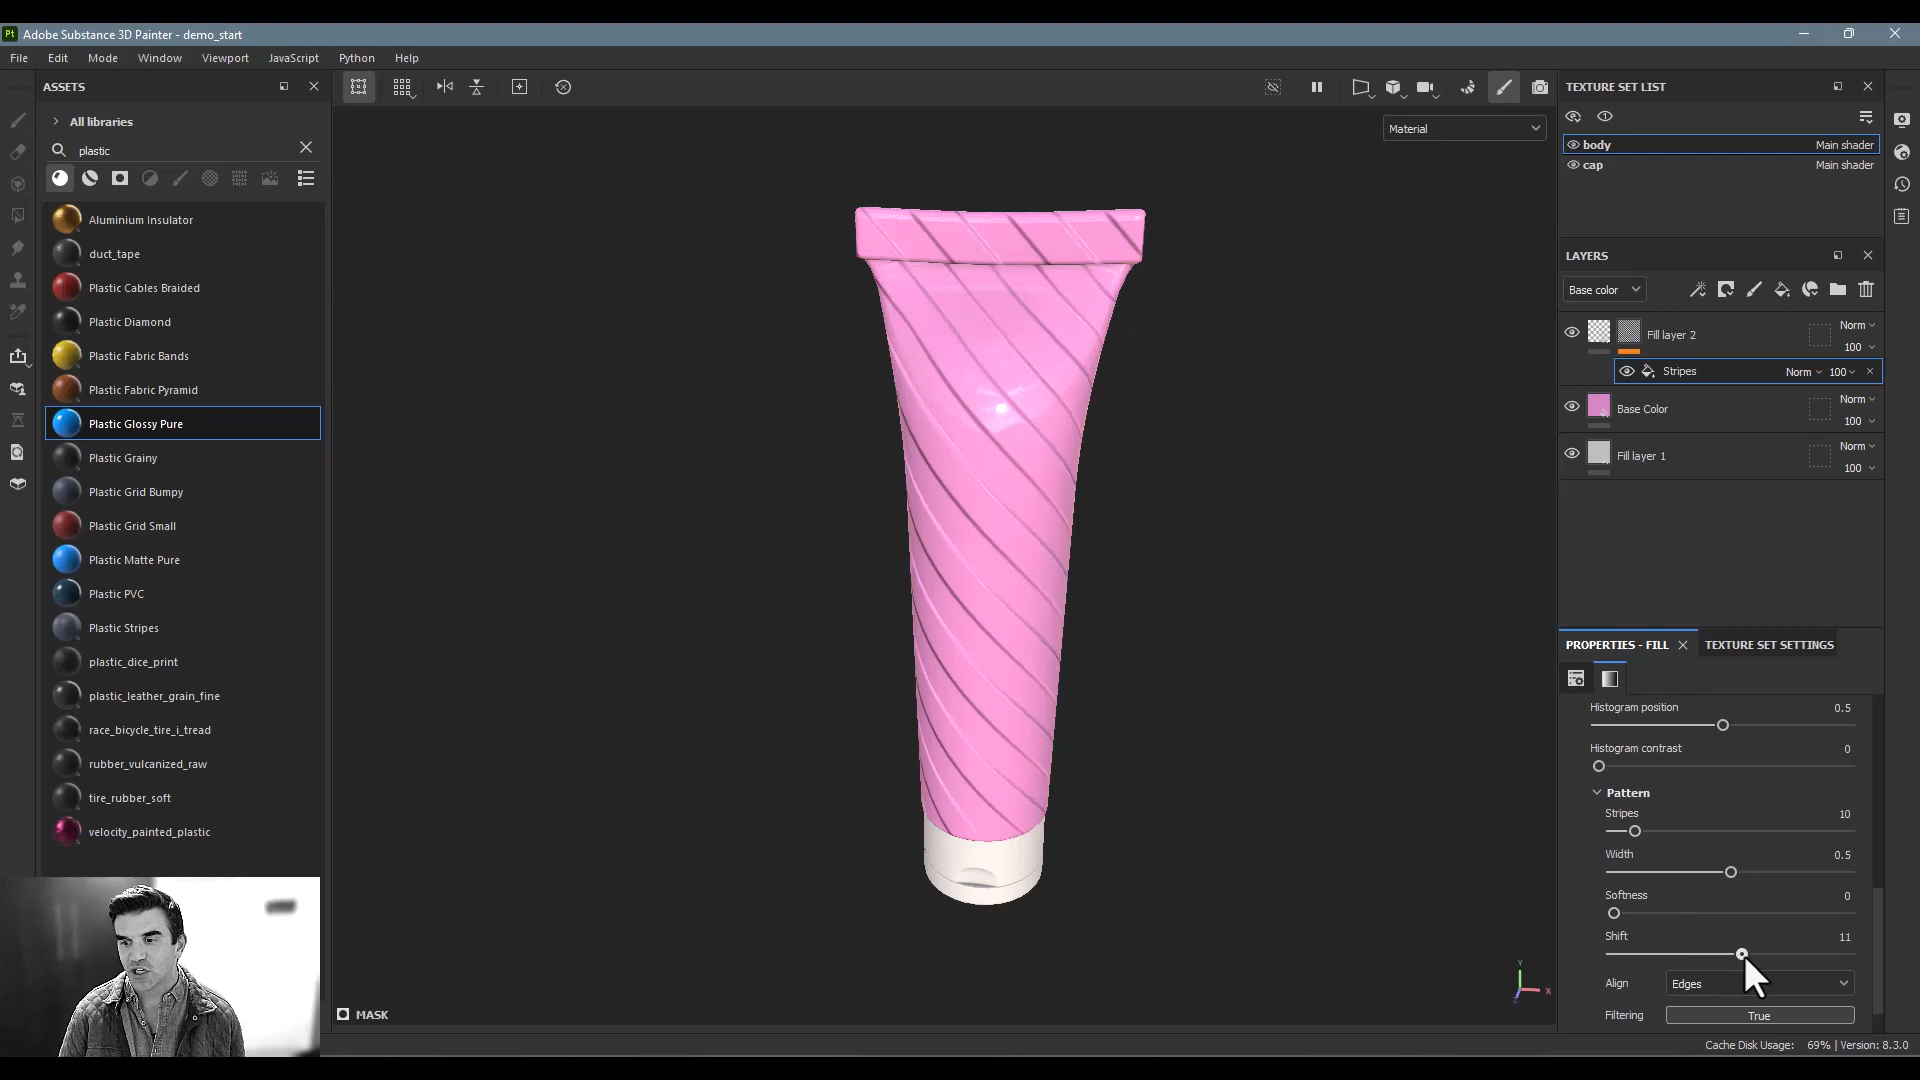 Pt Adobe Substance 3D Painter - demo_start
File Edit Mode Window Viewport JavaScript Python Help
ASSETS
All libraries
plastic
Aluminium Insulator
duct_tape
Plastic Cables Braided
Plastic Diamond
Plastic Fabric Bands
Plastic Fabric Pyramid
Plastic Glossy Pure
Plastic Grainy
Plastic Grid Bumpy
Plastic Grid Small
Plastic Matte Pure
Plastic PVC
Plastic Stripes
plastic_dice_print
plastic_leather_grain_fine
race_bicycle_tire_i_tread
rubber_vulcanized_raw
tire_rubber_soft
velocity_painted_plastic
Material
Y
X
MASK
TEXTURE SET LIST
body Main shader
cap Main shader
LAYERS
Base color
Fill layer 2 Norm
100
Stripes Norm 100
Base Color Norm
100
Fill layer 1 Norm
100
PROPERTIES - FILL TEXTURE SET SETTINGS
Histogram position 0.5
Histogram contrast 0
Pattern
Stripes 10
Width 0.5
Softness 0
Shift 11
Align Edges
Filtering True
Cache Disk Usage: 69% | Version: 8.3.0